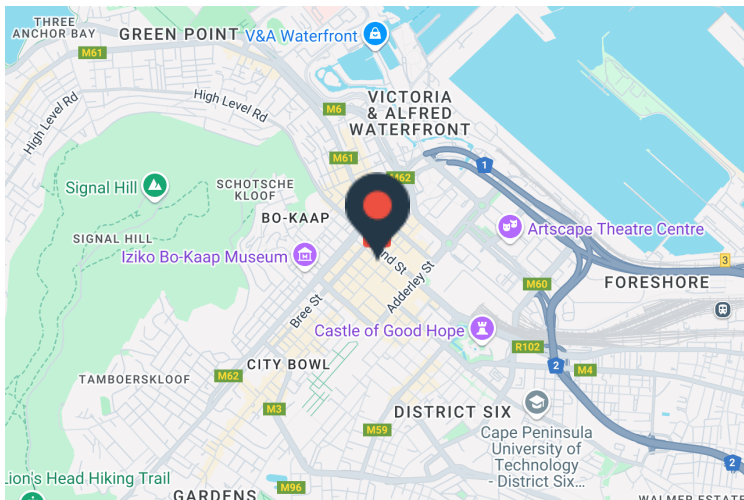 THREE
ANCHOR BAY
GREEN POINT
V&A Waterfront
M61
High Level Rd
High Level Rd
M6
VICTORIA
& ALFRED
WATERFRONT
M61
1
M62
Signal Hill
SCHOTSCHE
KLOOF
BO-KAAP
SIGNAL HILL
Iziko Bo-Kaap Museum
Artscape Theatre Centre
3
FORESHORE
M60
Adderley St
Bree St
Castle of Good Hope
R102
2
M4
CITY BOWL
TAMBOERSKLOOF
M62
M3
DISTRICT SIX
M59
Cape Peninsula
University of
Technology
- District Six...
2
Lion's Head Hiking Trail
M96
GARDENS
WALMER ESTATE